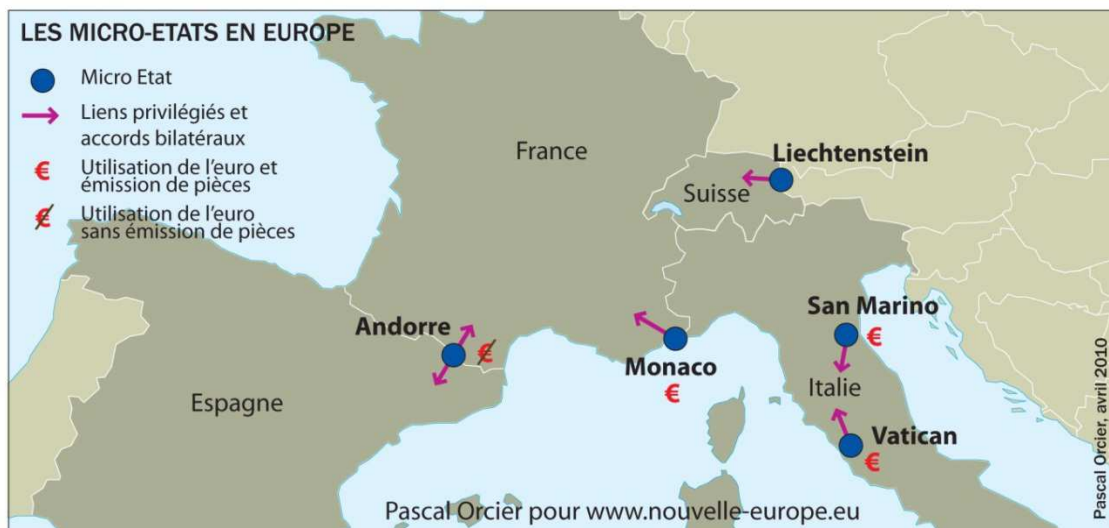 LES MICRO-ETATS EN EUROPE
Micro Etat
Liens privilégiés et
accords bilatéraux
€ Utilisation de l'euro et
émission de pièces
€ Utilisation de l'euro
sans émission de pièces
France
Liechtenstein
Suisse
San Marino
€
Andorre
€
Monaco
€
Italie
Espagne
Vatican
€
Pascal Orcier pour www.nouvelle-europe.eu
Pascal Orcier, avril 2010